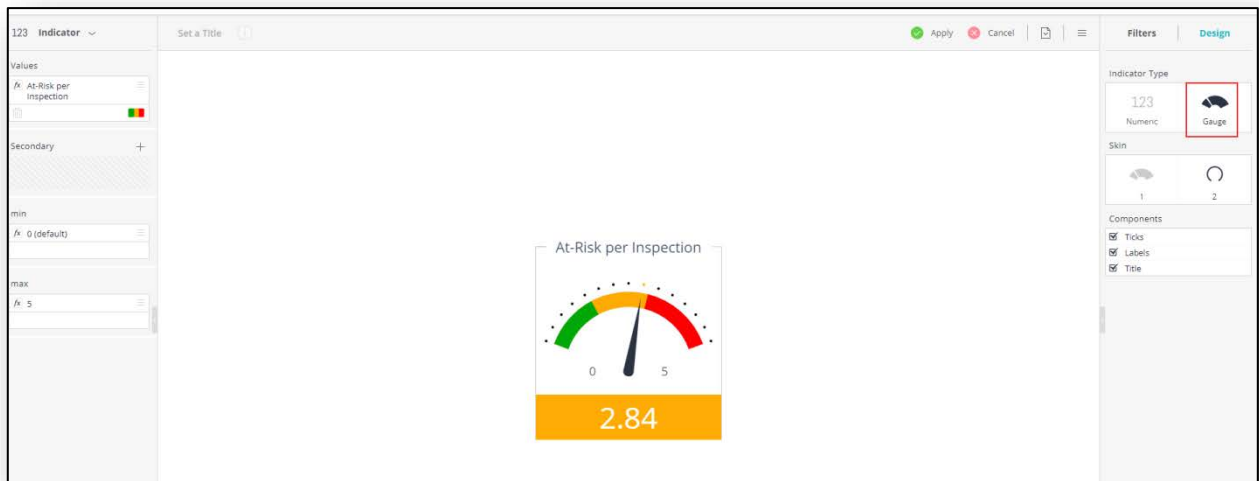 123 Indicator
Set a Title
Apply Cancel
Filters Design
Values
At-Risk per
Inspection
Secondary +
min
fx 0 (default)
max
fx 5
At-Risk per Inspection
0 5
2.84
Indicator Type
123
Numeric Gauge
Skin
1 2
Components
Ticks
Labels
Title